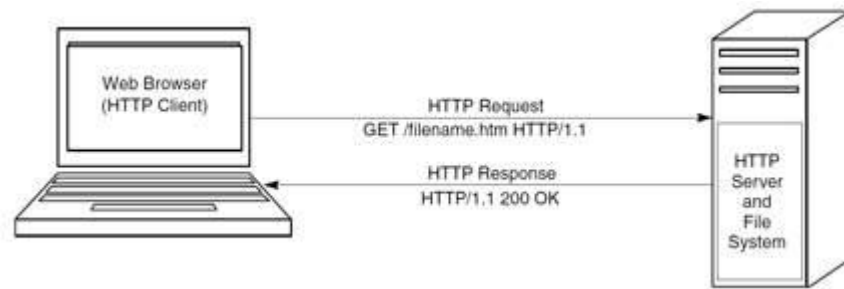 Web Browser
(HTTP Client)
HTTP Request
GET /filename.htm HTTP/1.1
HTTP Response
HTTP/1.1 200 OK
HTTP
Server
and
File
System